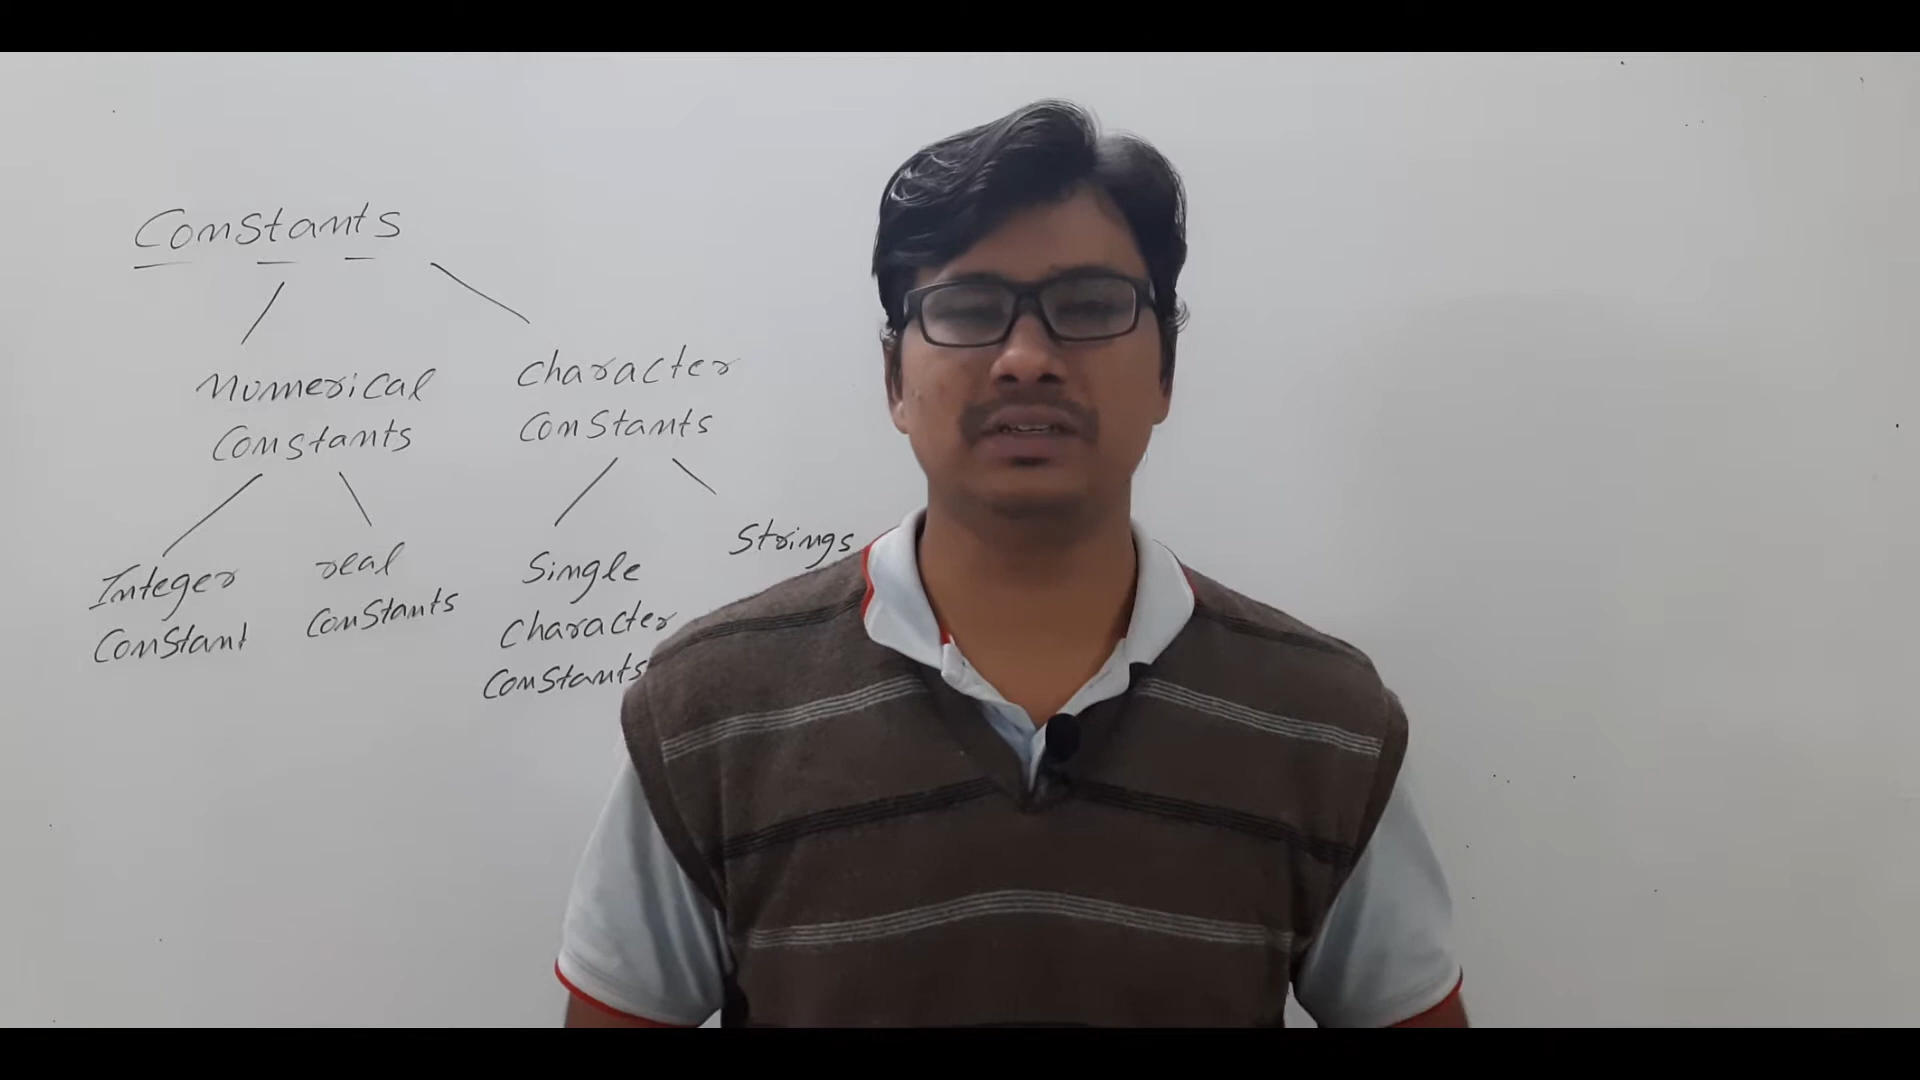 Constants
Numerical
Constants
Character
Constants
Integer
Constant
real
Constants
Single
Character
Constants
Strings